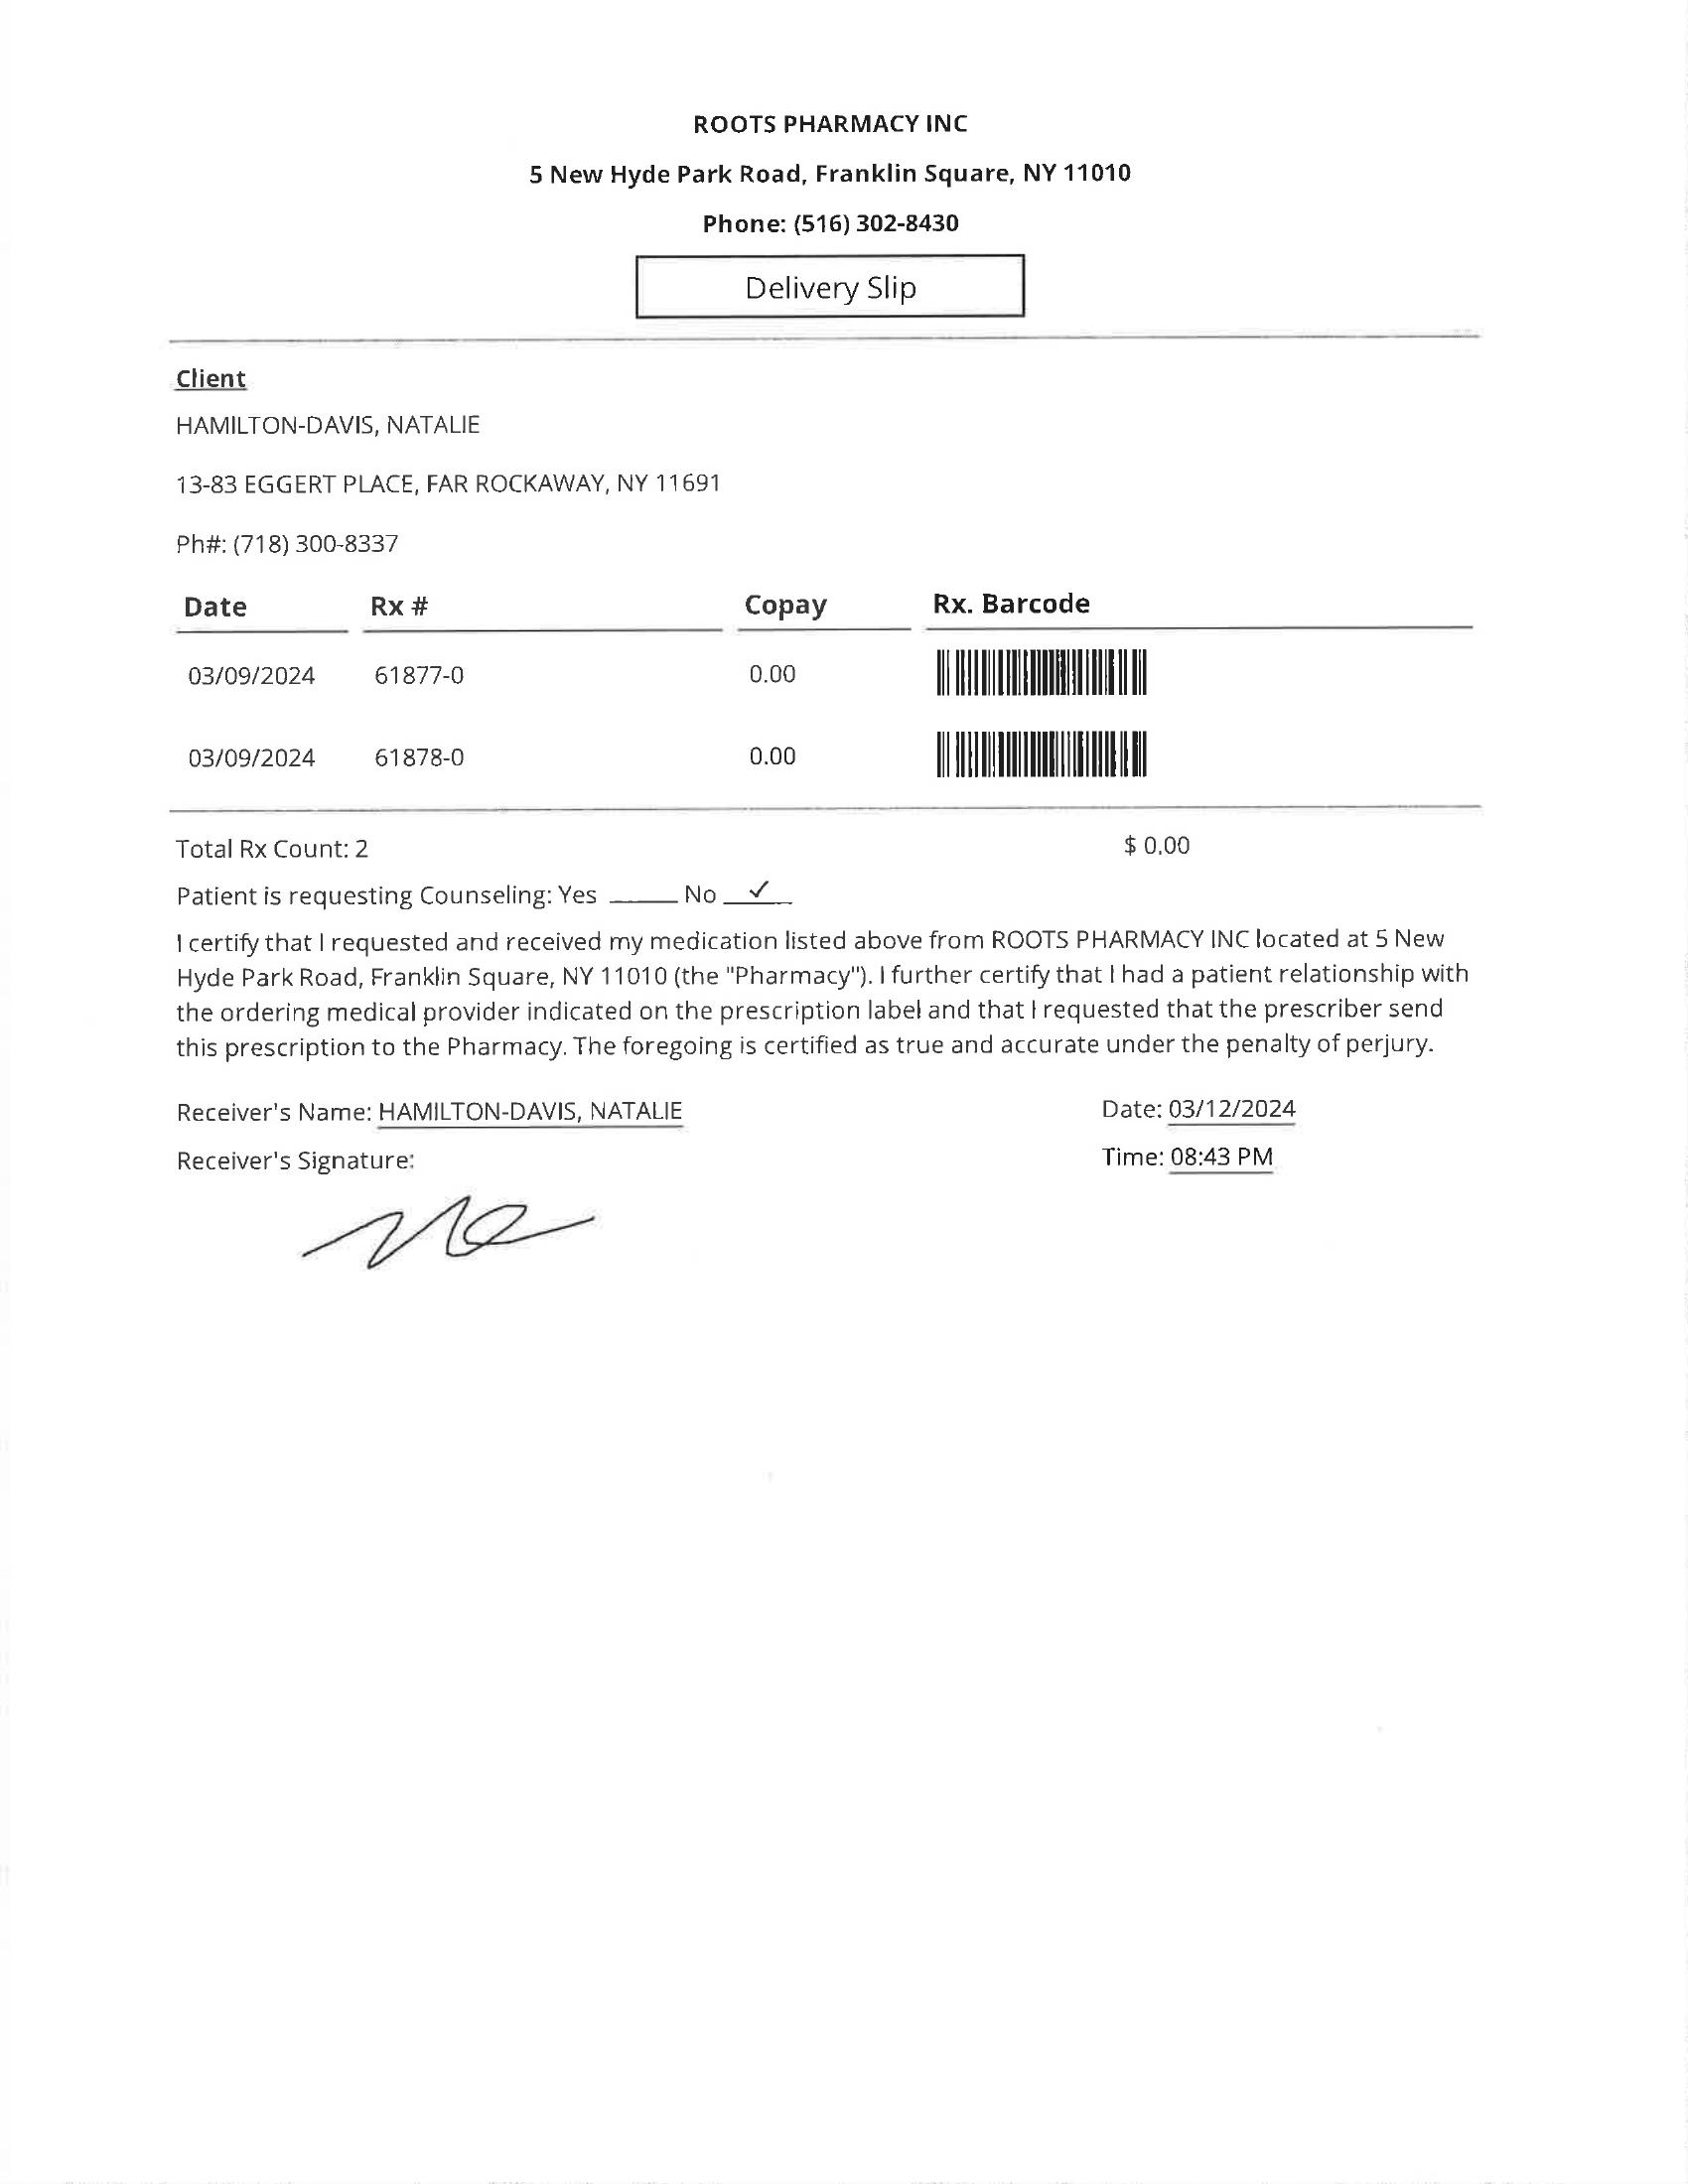 ROOTS PHARMACY INC
5 New Hyde Park Road, Franklin Square, NY 11010
Phone: (516) 302-8430
Delivery Slip
Client
HAMILTON-DAVIS, NATALIE
13-83 EGGERT PLACE, FAR ROCKAWAY, NY 11691
Ph#: (718) 300-8337
Date Rx # Copay Rx. Barcode
03/09/2024 61877-0 0.00
03/09/2024 61878-0 0.00
Total Rx Count: 2 $ 0.00
Patient is requesting Counseling: Yes _____ No ✓
I certify that I requested and received my medication listed above from ROOTS PHARMACY INC located at 5 New
Hyde Park Road, Franklin Square, NY 11010 (the "Pharmacy"). I further certify that I had a patient relationship with
the ordering medical provider indicated on the prescription label and that I requested that the prescriber send
this prescription to the Pharmacy. The foregoing is certified as true and accurate under the penalty of perjury.
Receiver's Name: HAMILTON-DAVIS, NATALIE Date: 03/12/2024
Receiver's Signature: Time: 08:43 PM